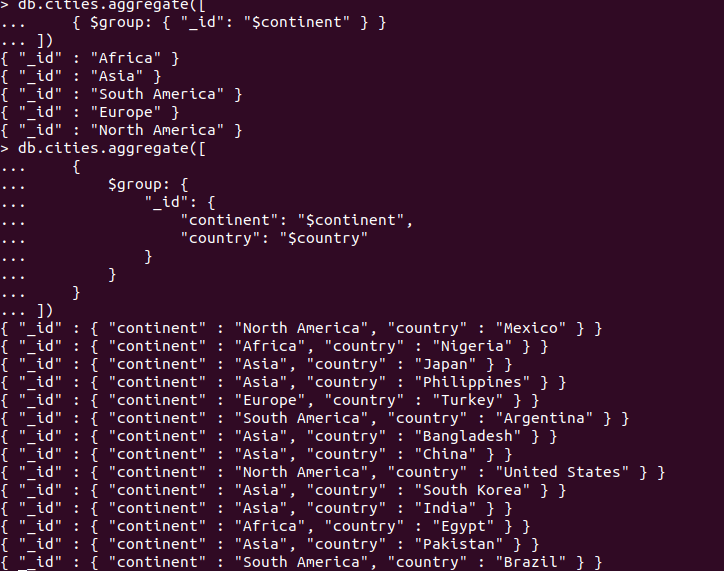 > db.cities.aggregate([
... { $group: { "_id": "$continent" } }
... ])
{ "_id" : "Africa" }
{ "_id" : "Asia" }
{ "_id" : "South America" }
{ "_id" : "Europe" }
{ "_id" : "North America" }
> db.cities.aggregate([
... {
... $group: {
... "_id": {
... "continent": "$continent",
... "country": "$country"
... }
... }
... }
... ])
{ "_id" : { "continent" : "North America", "country" : "Mexico" } }
{ "_id" : { "continent" : "Africa", "country" : "Nigeria" } }
{ "_id" : { "continent" : "Asia", "country" : "Japan" } }
{ "_id" : { "continent" : "Asia", "country" : "Philippines" } }
{ "_id" : { "continent" : "Europe", "country" : "Turkey" } }
{ "_id" : { "continent" : "South America", "country" : "Argentina" } }
{ "_id" : { "continent" : "Asia", "country" : "Bangladesh" } }
{ "_id" : { "continent" : "Asia", "country" : "China" } }
{ "_id" : { "continent" : "North America", "country" : "United States" } }
{ "_id" : { "continent" : "Asia", "country" : "South Korea" } }
{ "_id" : { "continent" : "Asia", "country" : "India" } }
{ "_id" : { "continent" : "Africa", "country" : "Egypt" } }
{ "_id" : { "continent" : "Asia", "country" : "Pakistan" } }
{ "_id" : { "continent" : "South America", "country" : "Brazil" } }